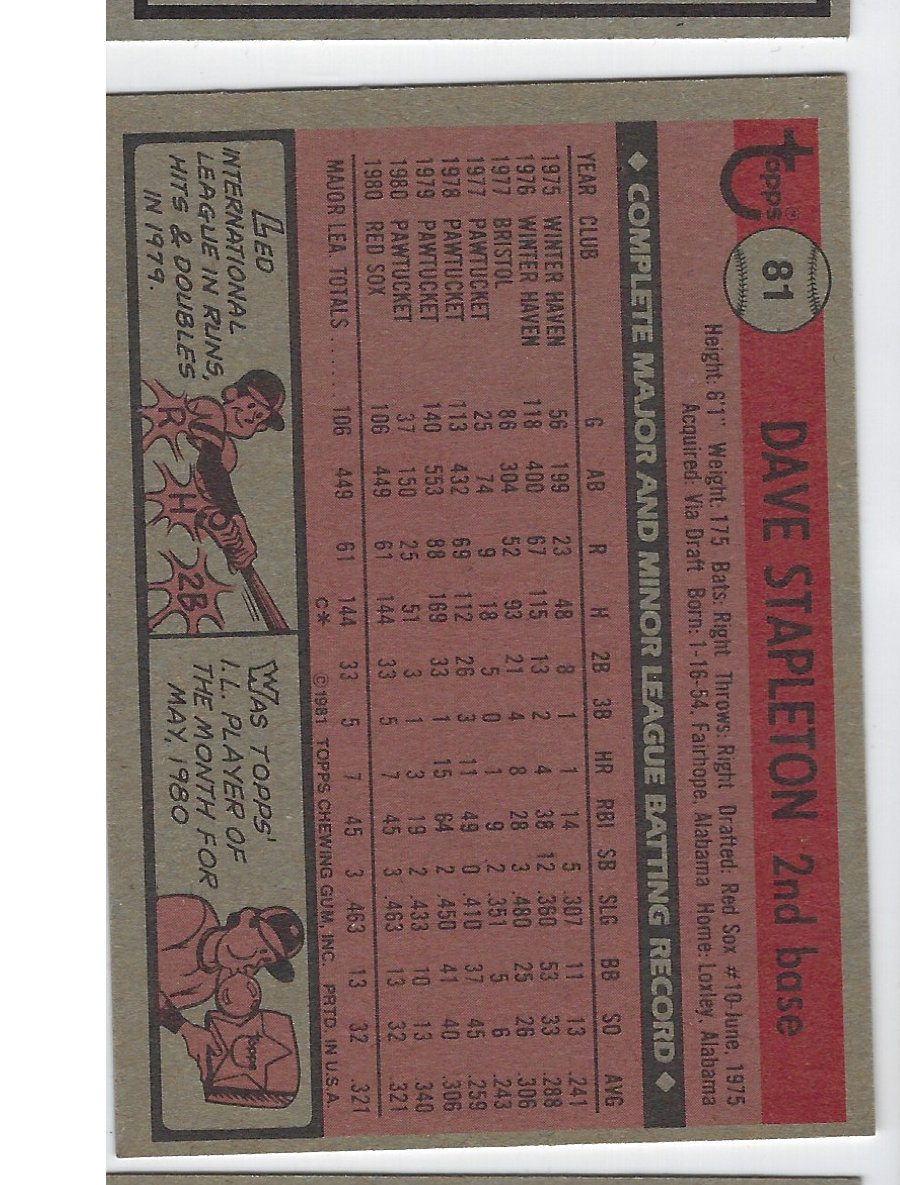 Topps®
81
DAVE STAPLETON 2nd base
Height: 6'1" Weight: 175 Bats: Right Throws: Right Drafted: Red Sox #10-June, 1975
Acquired: Via Draft Born: 1-16-54, Fairhope, Alabama Home: Loxley, Alabama
◆ COMPLETE MAJOR AND MINOR LEAGUE BATTING RECORD ◆
YEAR CLUB G AB R H 2B 3B HR RBI SB SLG BB SO AVG
1975 WINTER HAVEN 56 199 23 48 8 1 1 14 5 .307 11 13 .241
1976 WINTER HAVEN 118 400 67 115 13 2 4 38 12 .360 53 33 .288
1977 BRISTOL 86 304 52 93 21 4 8 28 3 .480 25 26 .306
1977 PAWTUCKET 25 74 9 18 5 0 1 9 2 .351 5 6 .243
1978 PAWTUCKET 113 432 69 112 26 3 11 49 0 .410 37 45 .259
1979 PAWTUCKET 140 553 88 169 33 1 15 64 2 .450 41 40 .306
1980 PAWTUCKET 37 150 25 51 3 1 3 19 2 .433 10 13 .340
1980 RED SOX 106 449 61 144 33 5 7 45 3 .463 13 32 .321
MAJOR LEA. TOTALS ....... 106 449 61 144 33 5 7 45 3 .463 13 32 .321
C* ©1981 TOPPS CHEWING GUM, INC. PRTD. IN U.S.A.
LED
INTERNATIONAL
LEAGUE IN RUNS,
HITS & DOUBLES
IN 1979.
R
H
2B
WAS TOPPS'
I.L. PLAYER OF
THE MONTH FOR
MAY, 1980
Topps